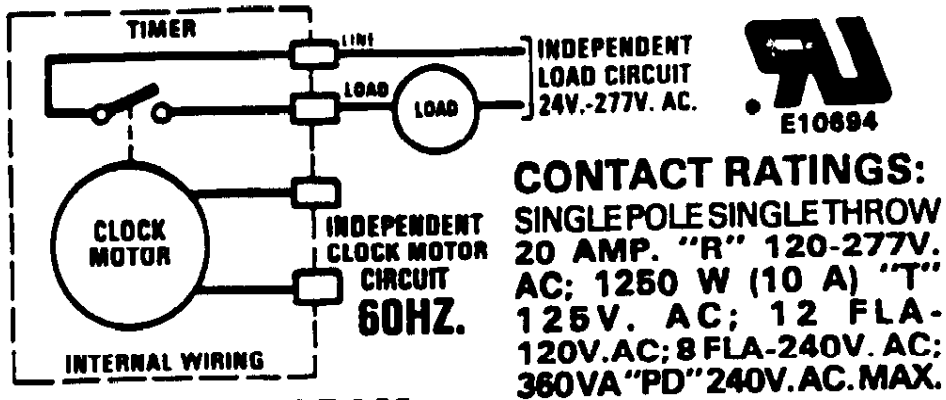 TIMER
LINE
LOAD
LOAD
INDEPENDENT
LOAD CIRCUIT
24V.-277V. AC.
E10694
CLOCK
MOTOR
INDEPENDENT
CLOCK MOTOR
CIRCUIT
60HZ.
INTERNAL WIRING
CONTACT RATINGS:
SINGLE POLE SINGLE THROW
20 AMP. "R" 120-277V.
AC; 1250 W (10 A) "T"
125V. AC; 12 FLA-
120V.AC; 8 FLA-240V. AC;
360VA "PD" 240V.AC.MAX.